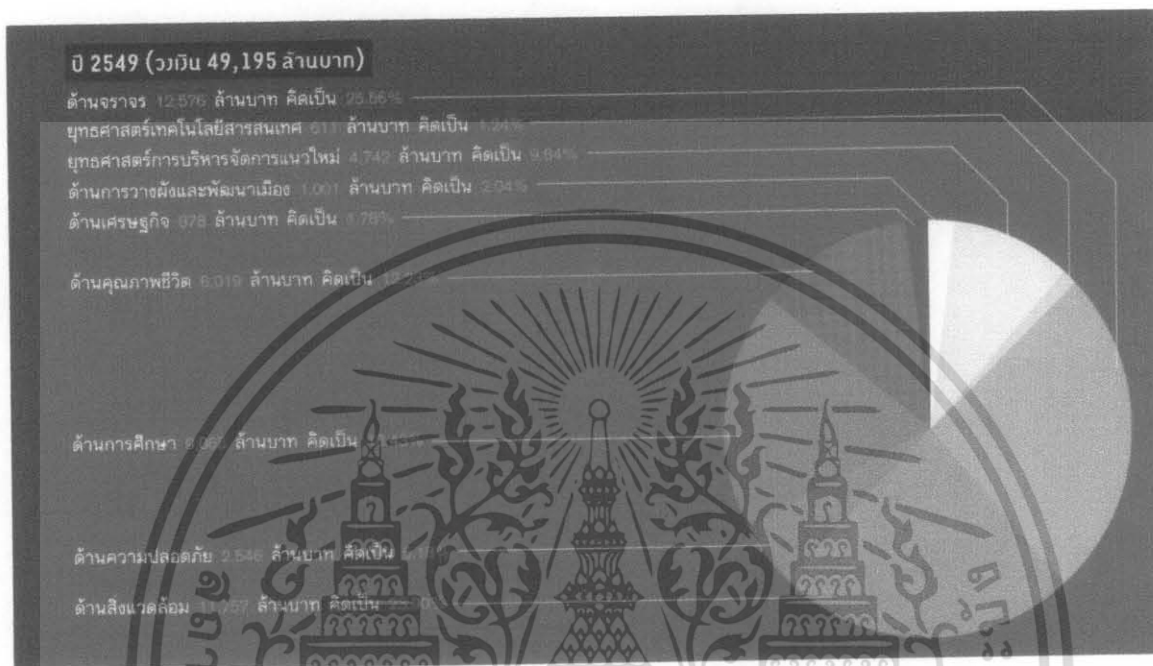 ปี 2549 (วงเงิน 49,195 ล้านบาท)
ด้านจราจร 12,576 ล้านบาท คิดเป็น 25.56%
ยุทธศาสตร์เทคโนโลยีสารสนเทศ 611 ล้านบาท คิดเป็น 1.24%
ยุทธศาสตร์การบริหารจัดการแนวใหม่ 4,742 ล้านบาท คิดเป็น 9.64%
ด้านการวางผังและพัฒนาเมือง 1,001 ล้านบาท คิดเป็น 2.04%
ด้านเศรษฐกิจ 878 ล้านบาท คิดเป็น 1.78%
ด้านคุณภาพชีวิต 6,019 ล้านบาท คิดเป็น 12.23%
ด้านการศึกษา ล้านบาท คิดเป็น
ด้านความปลอดภัย 2,546 ล้านบาท คิดเป็น
ด้านสิ่งแวดล้อม ล้านบาท คิดเป็น